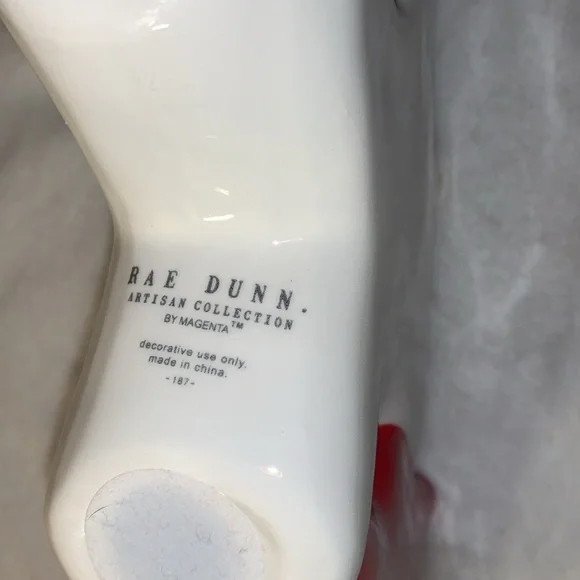 RAE DUNN.
ARTISAN COLLECTION
BY MAGENTA™
decorative use only.
made in china.
-187-